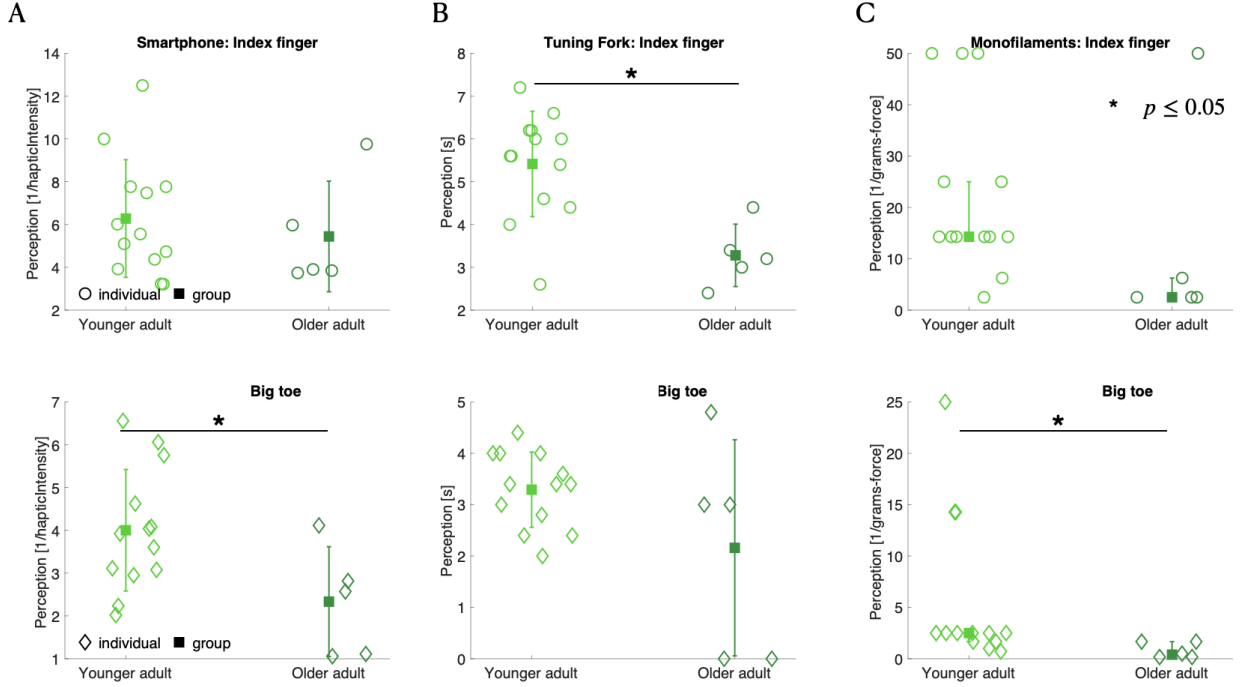 A
B
C
Smartphone: Index finger
Tuning Fork: Index finger
Monofilaments: Index finger
Perception [1/hapticIntensity]
14
12
10
8
6
4
2
individual
group
Younger adult
Older adult
Perception [s]
8
7
6
5
4
3
2
*
Younger adult
Older adult
Perception [1/grams-force]
50
40
30
20
10
0
* p ≤ 0.05
Younger adult
Older adult
Big toe
Big toe
Big toe
Perception [1/hapticIntensity]
7
6
5
4
3
2
1
*
individual
group
Younger adult
Older adult
Perception [s]
5
4
3
2
1
0
Younger adult
Older adult
Perception [1/grams-force]
25
20
15
10
5
0
*
Younger adult
Older adult